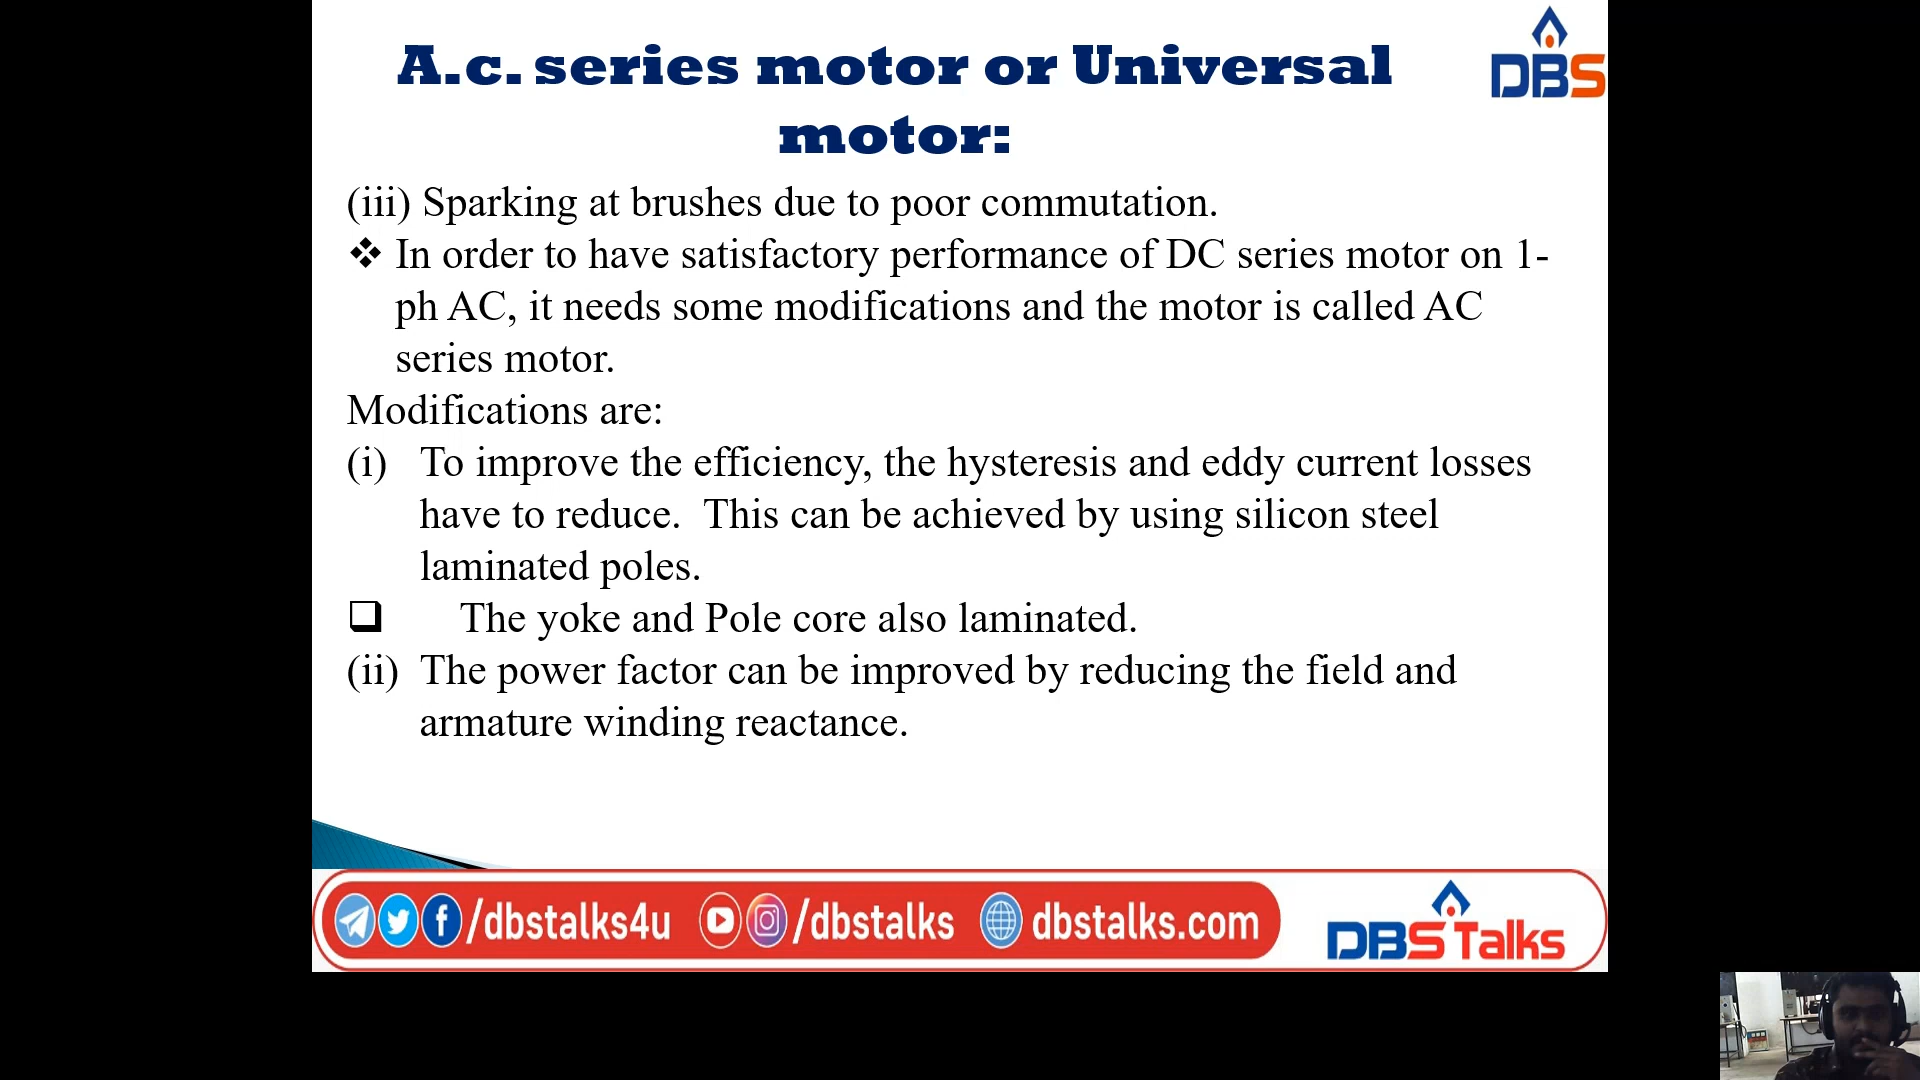 A.c. series motor or Universal
motor:
DBS
(iii) Sparking at brushes due to poor commutation.
❖ In order to have satisfactory performance of DC series motor on 1-
ph AC, it needs some modifications and the motor is called AC
series motor.
Modifications are:
(i) To improve the efficiency, the hysteresis and eddy current losses
have to reduce. This can be achieved by using silicon steel
laminated poles.
❑ The yoke and Pole core also laminated.
(ii) The power factor can be improved by reducing the field and
armature winding reactance.
/dbstalks4u /dbstalks dbstalks.com
DBS Talks